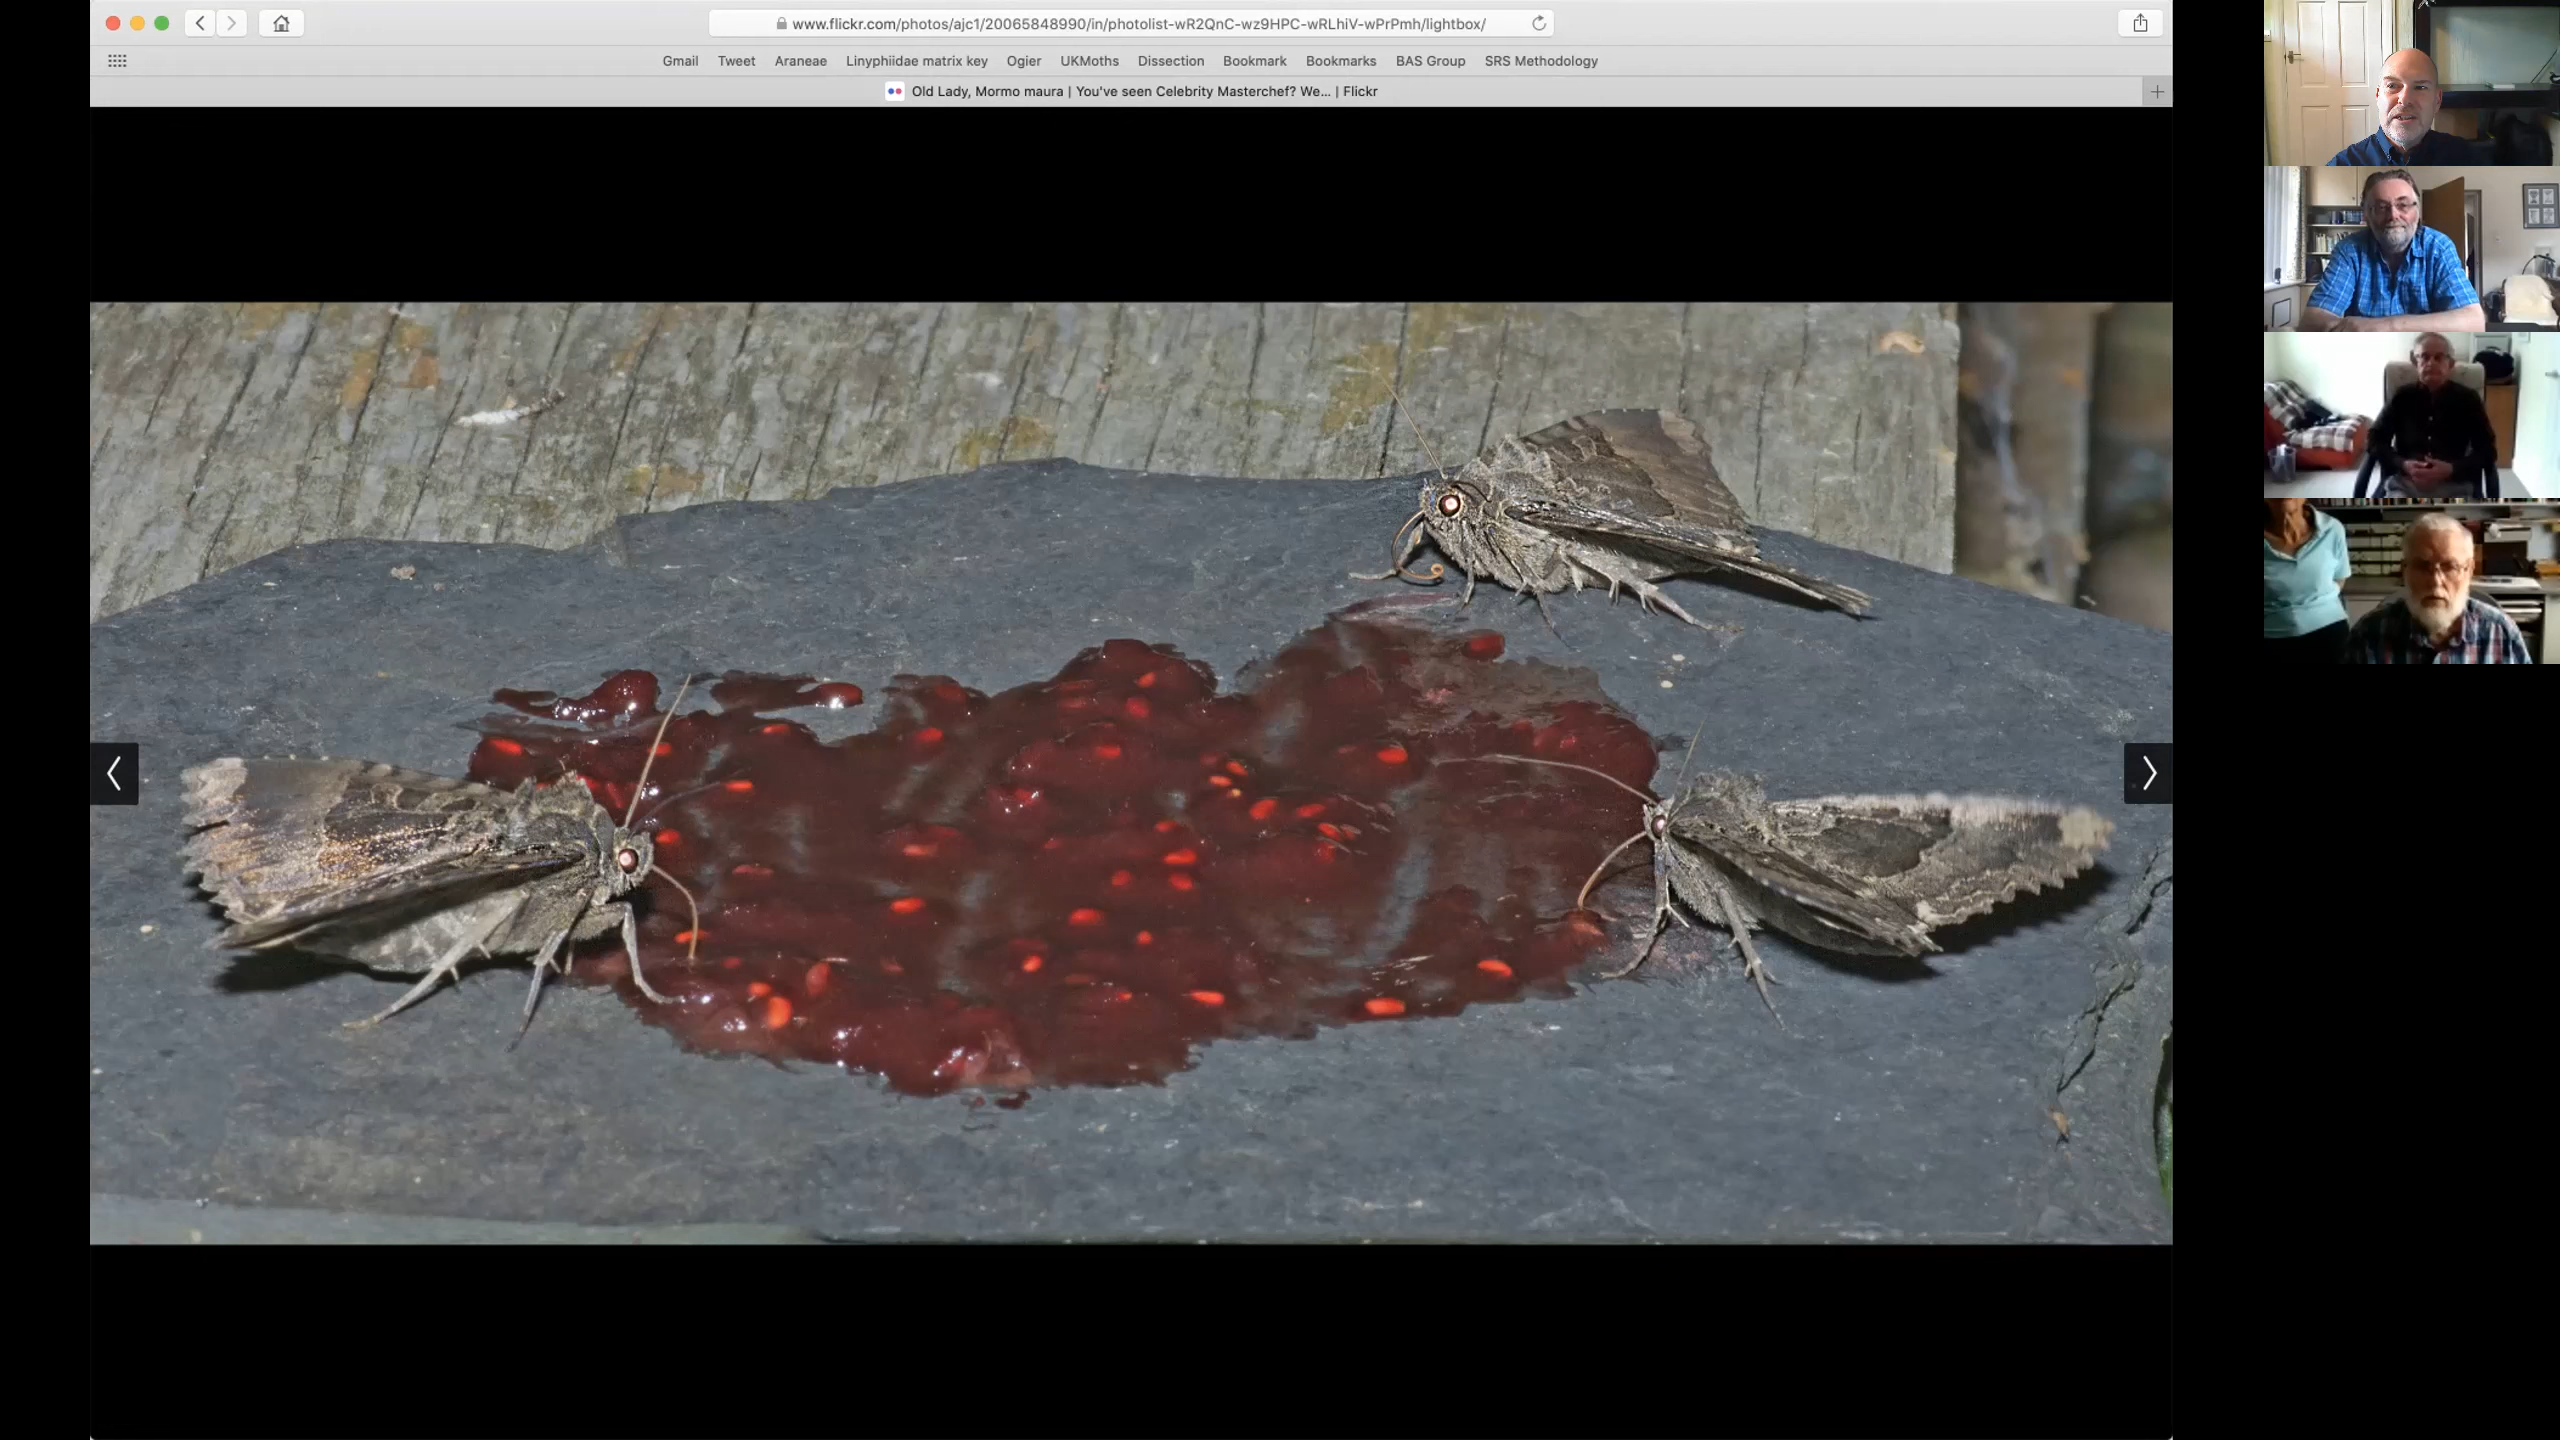 www.flickr.com/photos/ajc1/20065848990/in/photolist-wR2QnC-wz9HPC-wRLhiV-wPrPmh/lightbox/
Gmail Tweet Araneae Linyphiidae matrix key Ogier UKMoths Dissection Bookmark Bookmarks BAS Group SRS Methodology
Old Lady, Mormo maura | You've seen Celebrity Masterchef? We... | Flickr